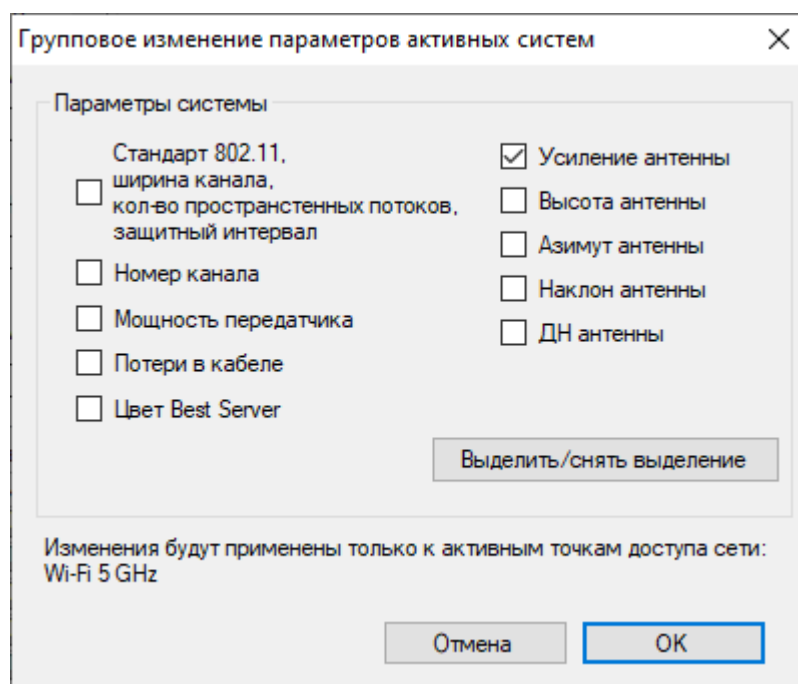 Групповое изменение параметров активных систем
Параметры системы
Стандарт 802.11,
ширина канала,
кол-во пространстенных потоков,
защитный интервал
Номер канала
Мощность передатчика
Потери в кабеле
Цвет Best Server
Усиление антенны
Высота антенны
Азимут антенны
Наклон антенны
ДН антенны
Выделить/снять выделение
Изменения будут применены только к активным точкам доступа сети:
Wi-Fi 5 GHz
Отмена
OK